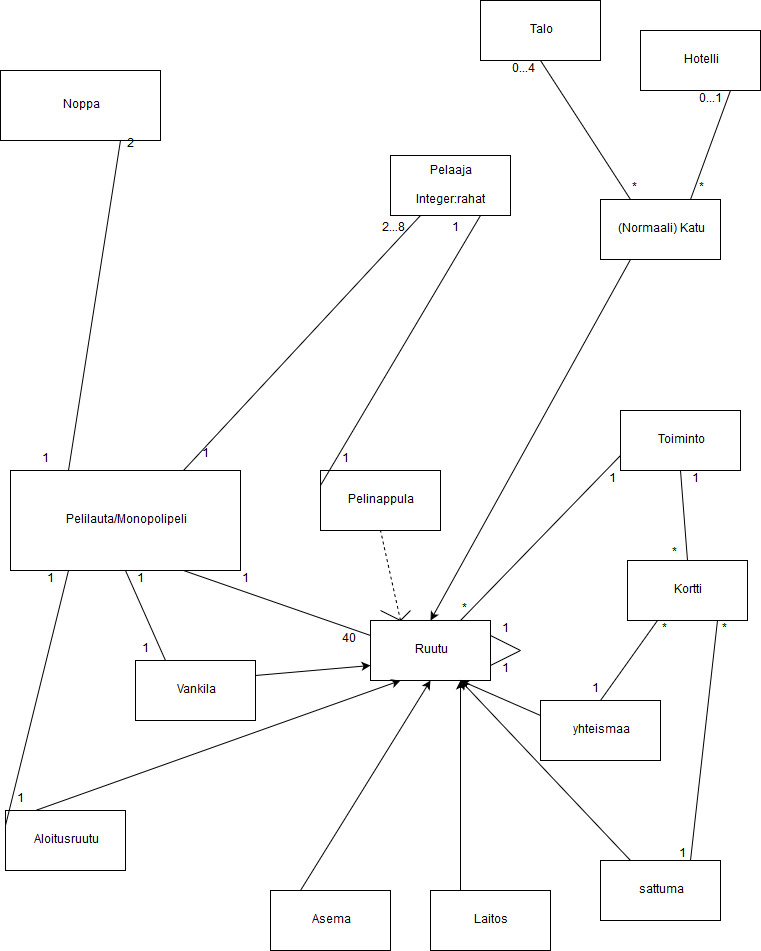 Talo
0...4
Hotelli
0...1
Noppa
2
Pelaaja
Integer:rahat
2...8
1
*
*
(Normaali) Katu
1
1
1
Toiminto
1
1
Pelilauta/Monopolipeli
Pelinappula
*
Kortti
1
1
1
*
40
1
1
Ruutu
*
*
1
Vankila
1
yhteismaa
1
Aloitusruutu
1
sattuma
Asema
Laitos